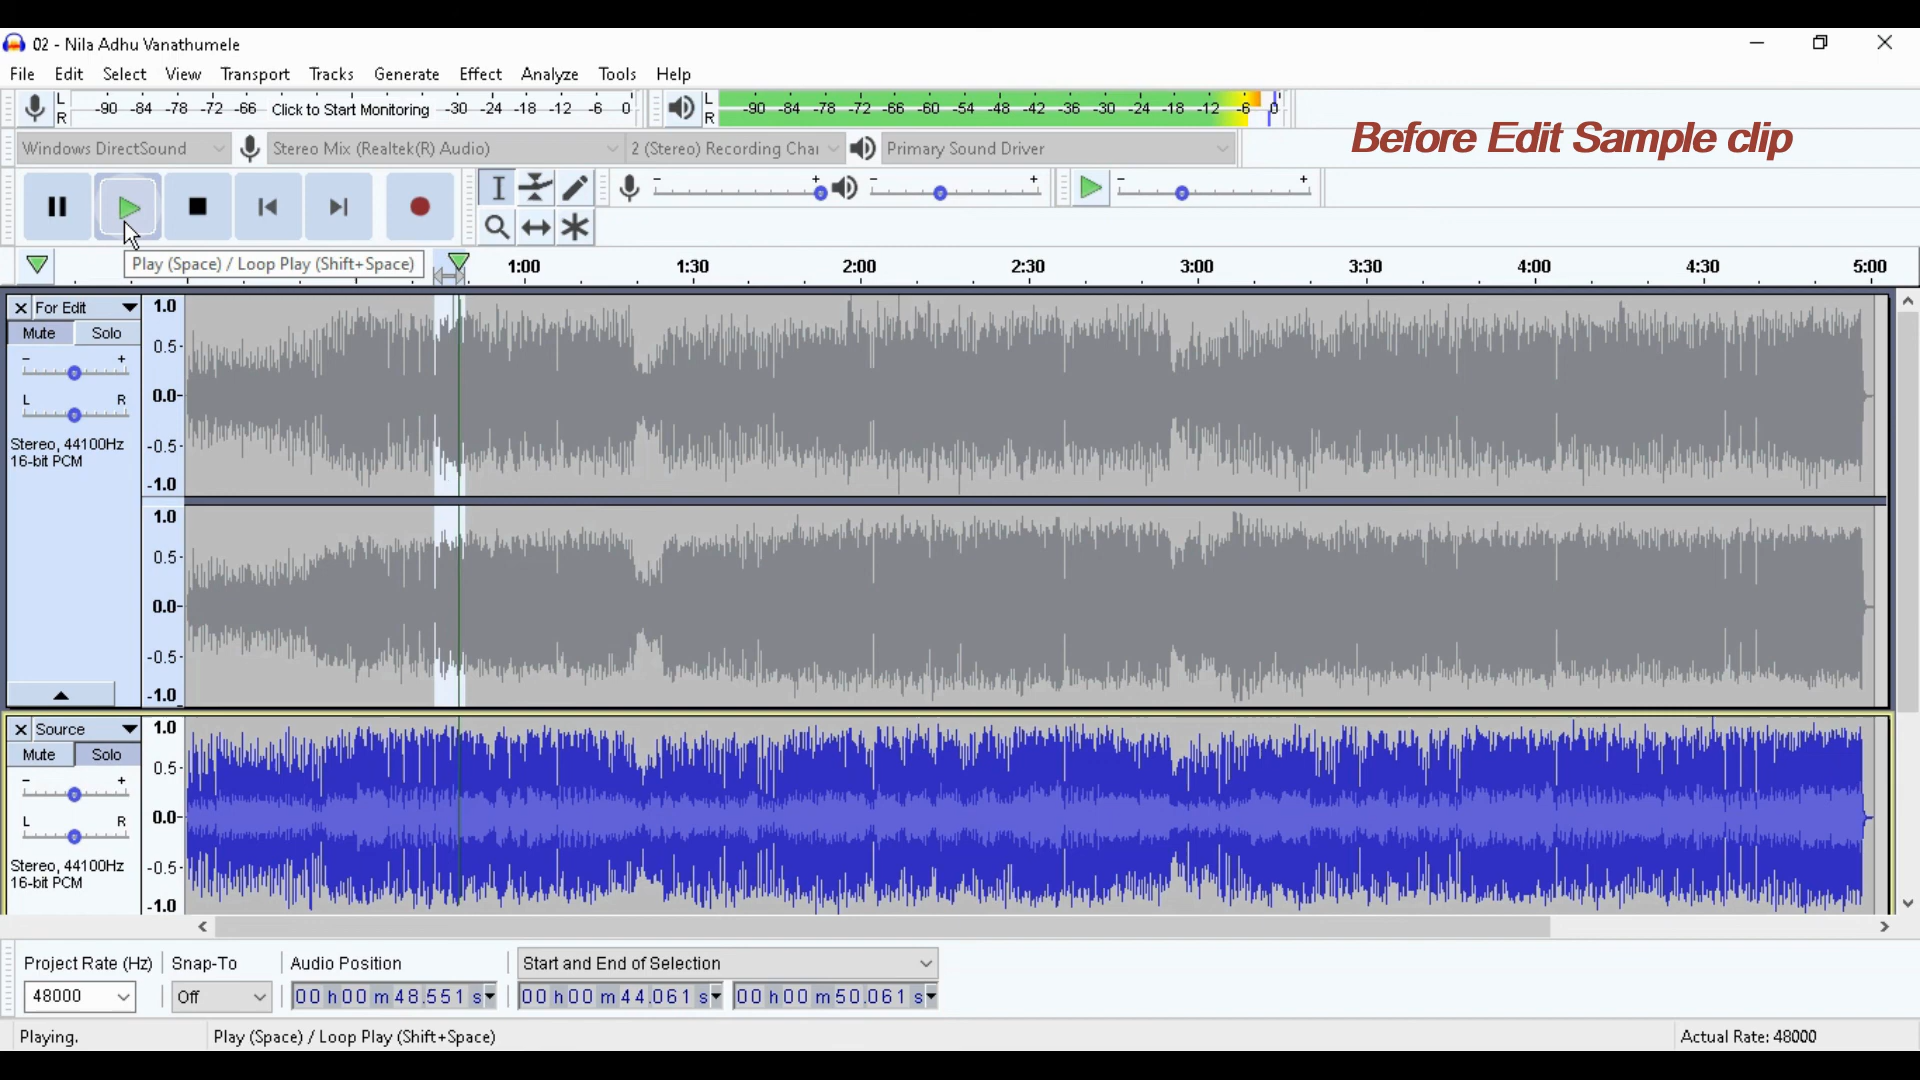 02 - Nila Adhu Vanathumele
File Edit Select View Transport Tracks Generate Effect Analyze Tools Help
L
R
-90 -84 -78 -72 -66 Click to Start Monitoring -30 -24 -18 -12 -6 0
L
R
-90 -84 -78 -72 -66 -60 -54 -48 -42 -36 -30 -24 -18 -12 -6 0
Before Edit Sample clip
Windows DirectSound Stereo Mix (Realtek(R) Audio) 2 (Stereo) Recording Chai Primary Sound Driver
- + - + - +
Play (Space) / Loop Play (Shift+Space)
1:00 1:30 2:00 2:30 3:00 3:30 4:00 4:30 5:00
For Edit
Mute Solo
- +
L R
Stereo, 44100Hz
16-bit PCM
1.0
0.5
0.0
-0.5
-1.0
1.0
0.5
0.0
-0.5
-1.0
Source
Mute Solo
- +
L R
Stereo, 44100Hz
16-bit PCM
1.0
0.5
0.0
-0.5
-1.0
Project Rate (Hz) Snap-To Audio Position Start and End of Selection
48000 Off 00 h 00 m 48.551 s 00 h 00 m 44.061 s 00 h 00 m 50.061 s
Playing. Play (Space) / Loop Play (Shift+Space) Actual Rate: 48000